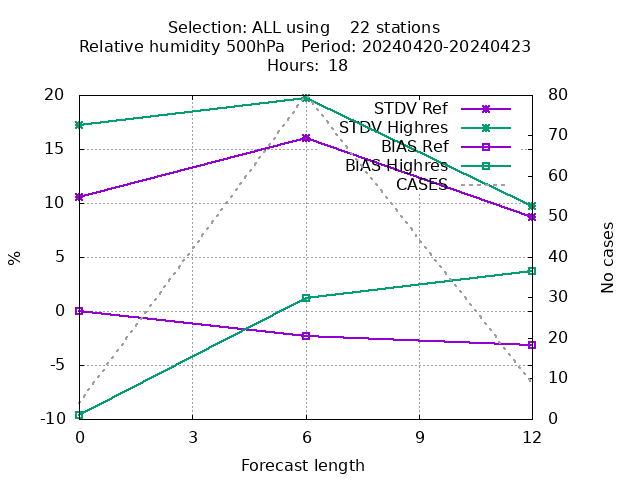 Selection: ALL using    22 stations
Relative humidity 500hPa   Period: 20240420-20240423
Hours: 18
20
15
10
5
0
-5
-10
%
80
70
60
50
40
30
20
10
0
No cases
STDV Ref
STDV Highres
BIAS Ref
BIAS Highres
CASES
0
3
6
9
12
Forecast length